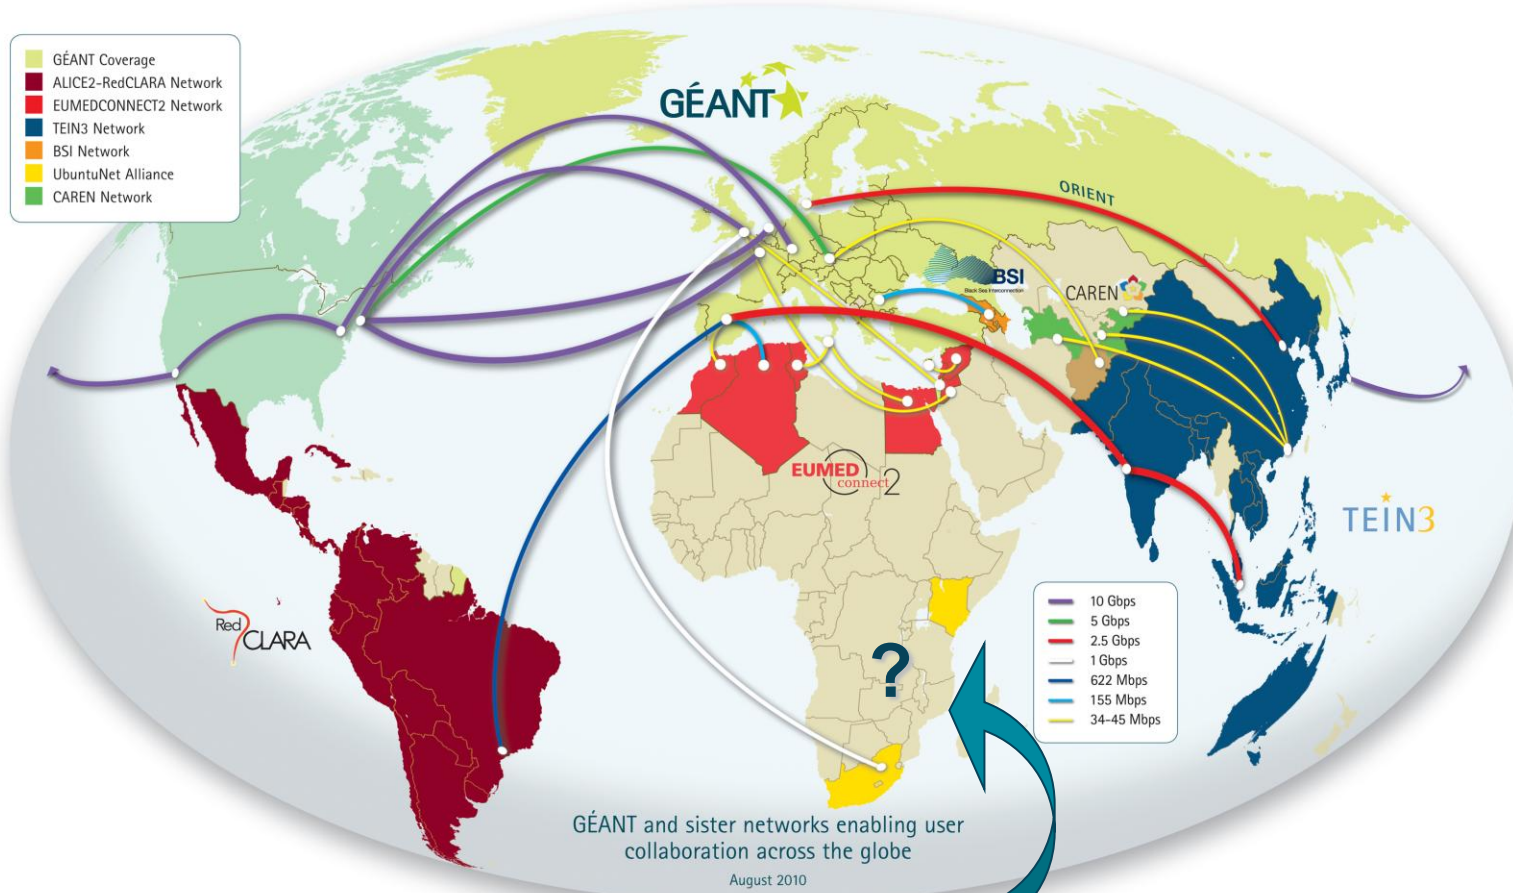 GÉANT Coverage
ALICE2-RedCLARA Network
EUMEDCONNECT2 Network
TEIN3 Network
BSI Network
UbuntuNet Alliance
CAREN Network
GÉANT
ORIENT
BSI
Black Sea Interconnection
CAREN
EUMED
connect2
TEIN3
Red
CLARA
10 Gbps
5 Gbps
2.5 Gbps
1 Gbps
622 Mbps
155 Mbps
34-45 Mbps
?
GÉANT and sister networks enabling user
collaboration across the globe
August 2010